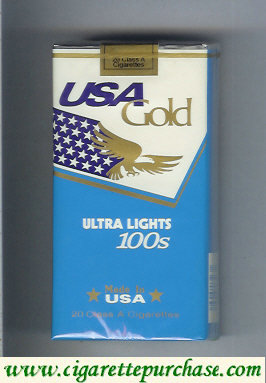 20 Class A
Cigarettes
USA
Gold
ULTRA LIGHTS
100s
Made In
USA
20 Class A Cigarettes
www.cigarettepurchase.com